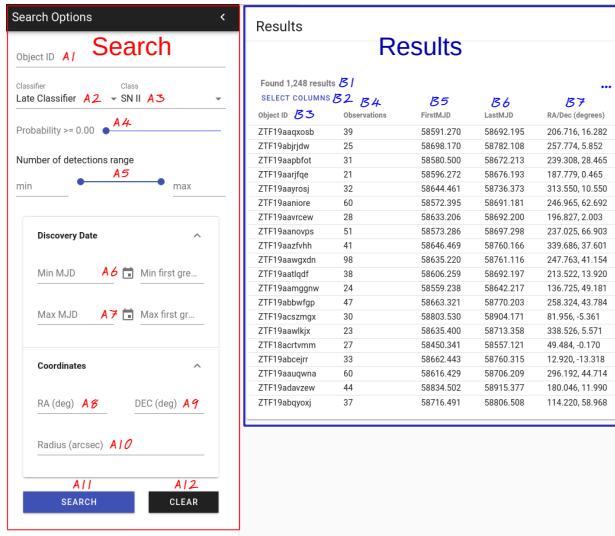 Search Options
Search
Object ID A1
Classifier Class
Late Classifier A2 SN II A3
Probability >= 0.00 A4
Number of detections range
A5
min max
Discovery Date
Min MJD A6 Min first gre...
Max MJD A7 Max first gr...
Coordinates
RA (deg) A8 DEC (deg) A9
Radius (arcsec) A10
A11 A12
SEARCH CLEAR
Results
Results
Found 1,248 results B1
...
SELECT COLUMNS B2 B4 B5 B6 B7
Object ID B3 Observations FirstMJD LastMJD RA/Dec (degrees)
ZTF19aaqxosb 39 58591.270 58692.195 206.716, 16.282
ZTF19abjrjdw 25 58698.170 58782.108 257.774, 5.852
ZTF19aapbfot 31 58580.500 58672.213 239.308, 28.465
ZTF19aarjfqe 21 58596.272 58676.193 187.779, 0.465
ZTF19aayrosj 32 58644.461 58736.373 313.550, 10.550
ZTF19aaniore 60 58572.395 58691.181 246.965, 62.692
ZTF19aavrcew 28 58633.206 58692.200 196.827, 2.003
ZTF19aanovps 51 58573.286 58697.298 237.025, 66.903
ZTF19aazfvhh 41 58646.469 58760.166 339.686, 37.601
ZTF19aawgxdn 98 58635.220 58761.116 247.763, 41.154
ZTF19aatlqdf 38 58606.259 58692.197 213.522, 13.920
ZTF19aamggnw 24 58559.238 58642.217 136.725, 49.181
ZTF19abbwfgp 47 58663.321 58770.203 258.324, 43.784
ZTF19acszmgx 30 58803.530 58904.171 81.956, -5.361
ZTF19aawlkjx 23 58635.400 58713.358 338.526, 5.571
ZTF18acrtvmm 27 58450.341 58557.121 49.484, -0.170
ZTF19abcejrr 33 58662.443 58760.315 12.920, -13.318
ZTF19aauqwna 60 58616.429 58706.209 296.192, 44.714
ZTF19adavzew 44 58834.502 58915.377 180.046, 11.990
ZTF19abqyoxj 37 58716.491 58806.508 114.220, 58.968